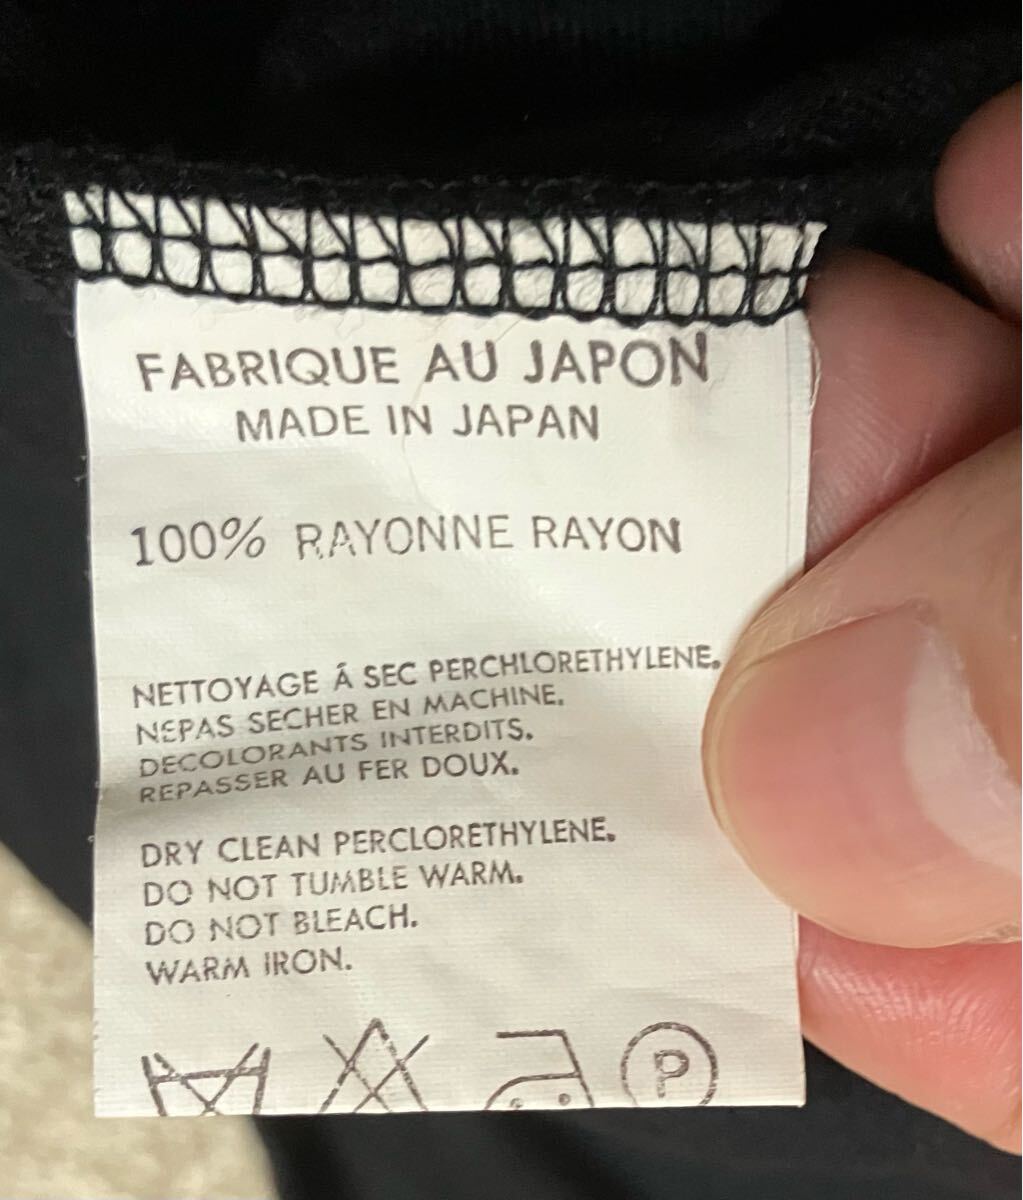 FABRIQUE AU JAPON
MADE IN JAPAN
100% RAYONNE RAYON
NETTOYAGE Á SEC PERCHLORETHYLENE.
NEPAS SECHER EN MACHINE.
DECOLORANTS INTERDITS.
REPASSER AU FER DOUX.
DRY CLEAN PERCLORETHYLENE.
DO NOT TUMBLE WARM.
DO NOT BLEACH.
WARM IRON.
P